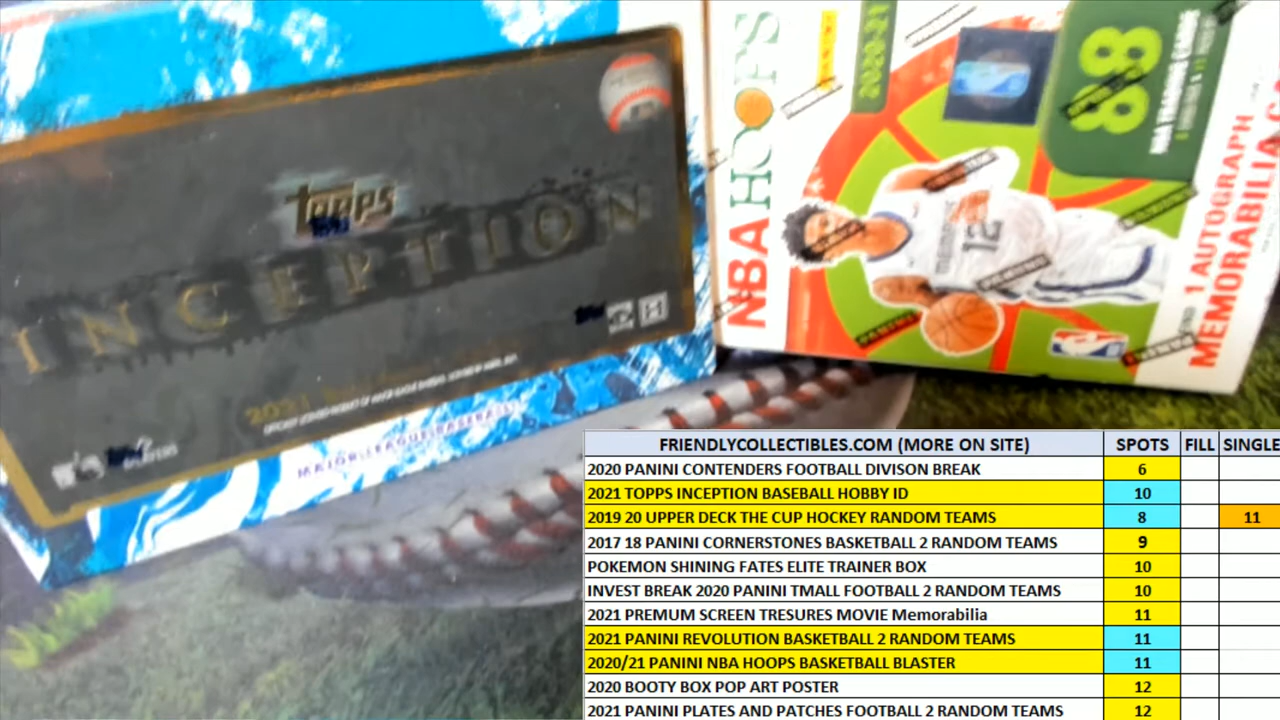 topps
INCEPTION
MAJOR LEAGUE BASEBALL
NBA HOOPS
PANINI
2020-21
88
NBA TRADING CARDS
MEMPHIS
12
1 AUTOGRAPH
MEMORABILIA
FRIENDLYCOLLECTIBLES.COM (MORE ON SITE) SPOTS FILL SINGLE
2020 PANINI CONTENDERS FOOTBALL DIVISON BREAK 6
2021 TOPPS INCEPTION BASEBALL HOBBY ID 10
2019 20 UPPER DECK THE CUP HOCKEY RANDOM TEAMS 8 11
2017 18 PANINI CORNERSTONES BASKETBALL 2 RANDOM TEAMS 9
POKEMON SHINING FATES ELITE TRAINER BOX 10
INVEST BREAK 2020 PANINI TMALL FOOTBALL 2 RANDOM TEAMS 10
2021 PREMUM SCREEN TRESURES MOVIE Memorabilia 11
2021 PANINI REVOLUTION BASKETBALL 2 RANDOM TEAMS 11
2020/21 PANINI NBA HOOPS BASKETBALL BLASTER 11
2020 BOOTY BOX POP ART POSTER 12
2021 PANINI PLATES AND PATCHES FOOTBALL 2 RANDOM TEAMS 12